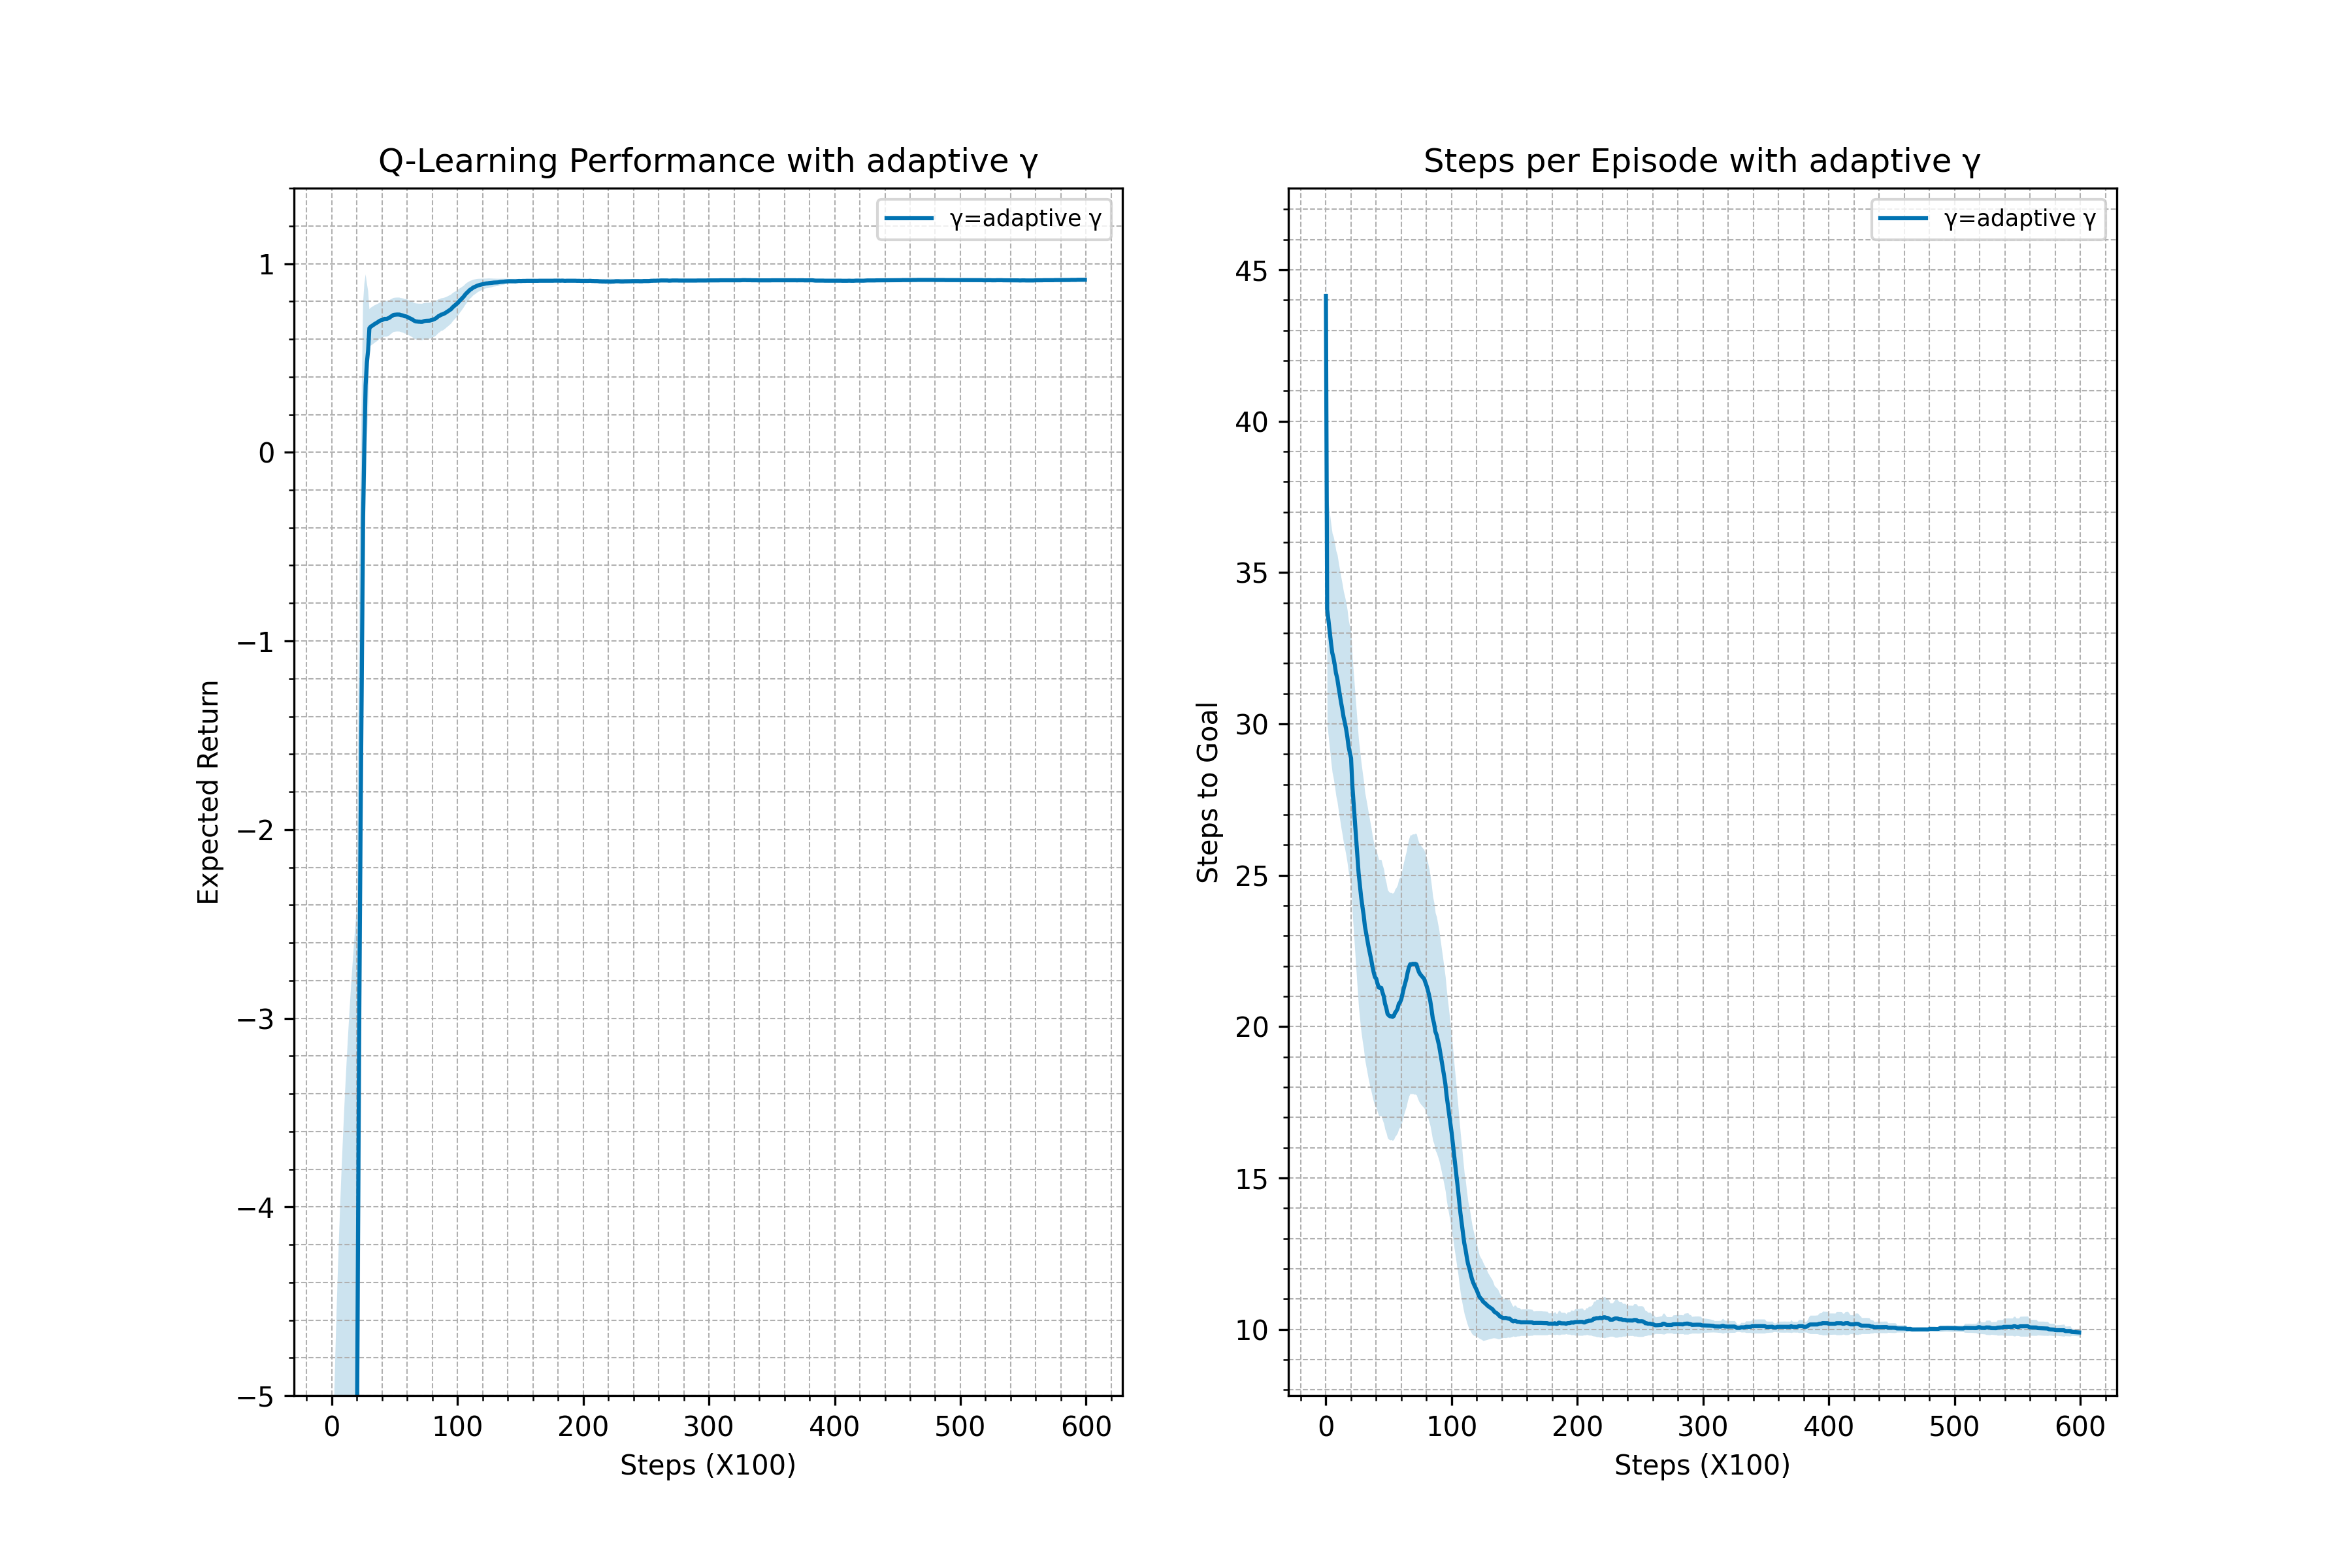 Q-Learning Performance with adaptive γ
γ=adaptive γ
1
0
−1
−2
−3
−4
−5
Expected Return
0 100 200 300 400 500 600
Steps (X100)
Steps per Episode with adaptive γ
γ=adaptive γ
45
40
35
30
25
20
15
10
Steps to Goal
0 100 200 300 400 500 600
Steps (X100)